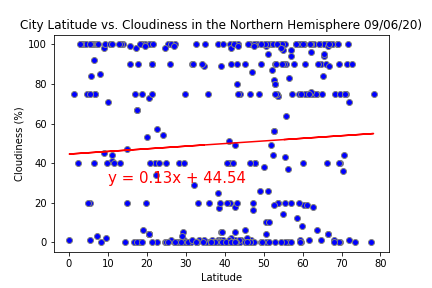 City Latitude vs. Cloudiness in the Northern Hemisphere 09/06/20)
100
80
60
40
20
0
Cloudiness (%)
y = 0.13x + 44.54
0 10 20 30 40 50 60 70 80
Latitude